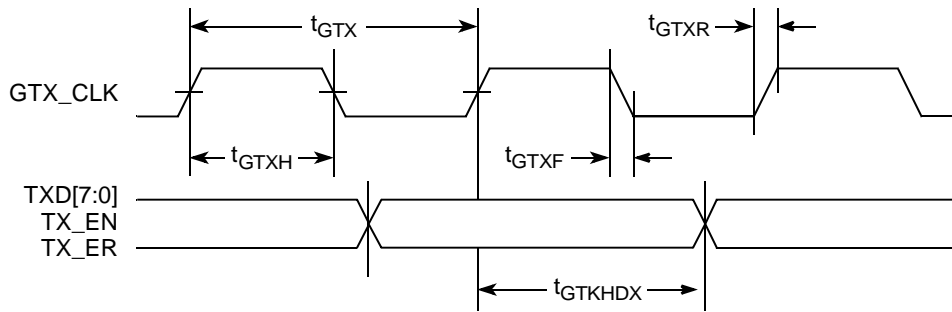 tGTX
tGTXR
GTX_CLK
tGTXH
tGTXF
TXD[7:0]
TX_EN
TX_ER
tGTKHDX